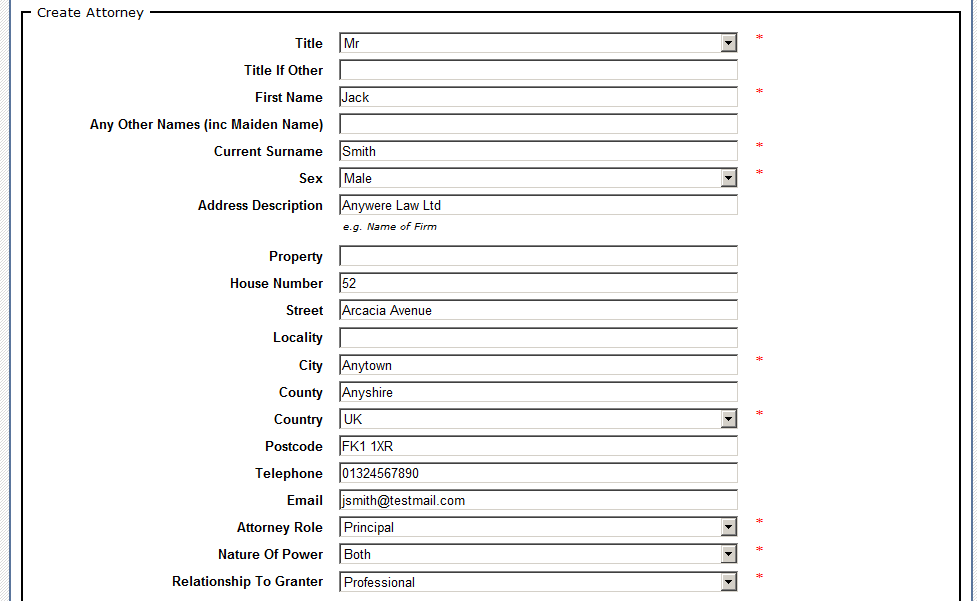 Create Attorney
Title Mr *
Title If Other
First Name Jack *
Any Other Names (inc Maiden Name)
Current Surname Smith *
Sex Male *
Address Description Anywere Law Ltd
e.g. Name of Firm
Property
House Number 52
Street Arcacia Avenue
Locality
City Anytown *
County Anyshire
Country UK *
Postcode FK1 1XR
Telephone 01324567890
Email jsmith@testmail.com
Attorney Role Principal *
Nature Of Power Both *
Relationship To Granter Professional *